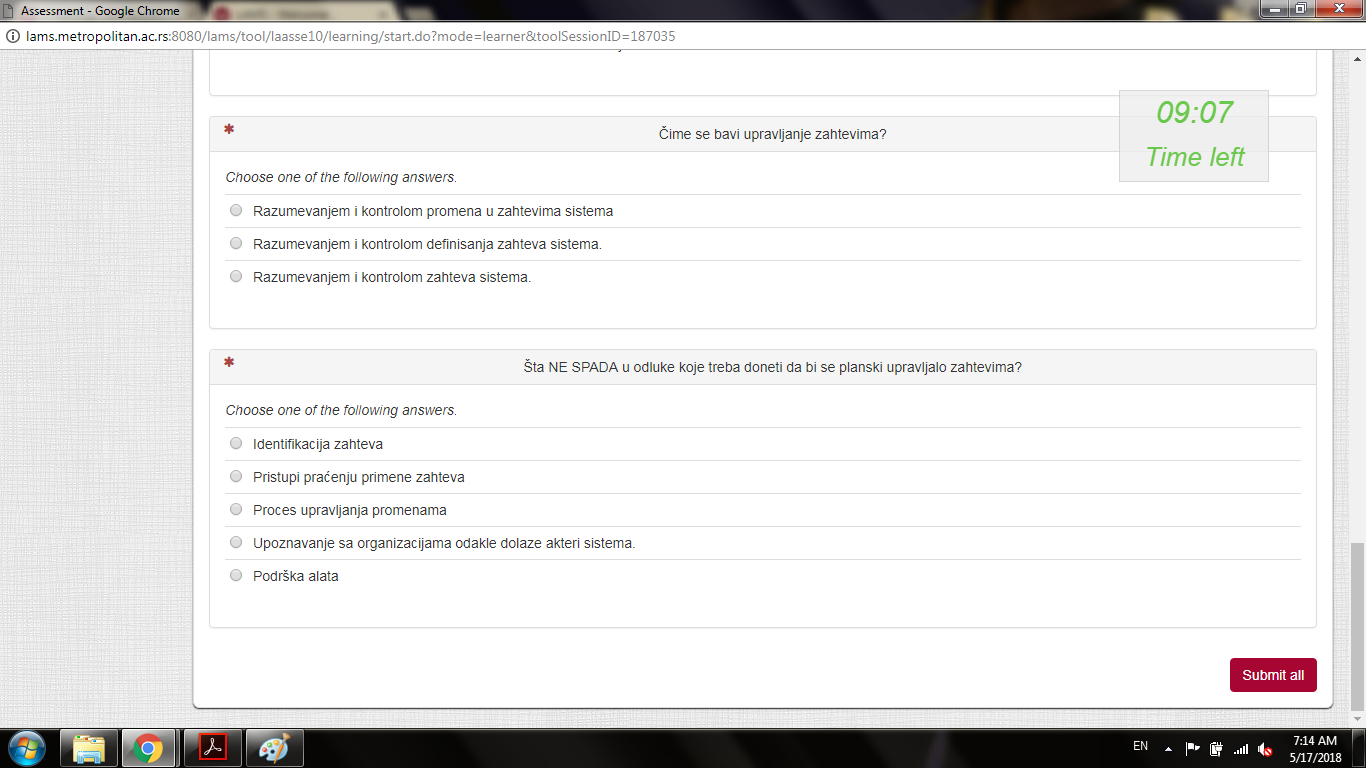 Assessment - Google Chrome
lams.metropolitan.ac.rs:8080/lams/tool/laasse10/learning/start.do?mode=learner&toolSessionID=187035
09:07
Time left
* Čime se bavi upravljanje zahtevima?
Choose one of the following answers.
Razumevanjem i kontrolom promena u zahtevima sistema
Razumevanjem i kontrolom definisanja zahteva sistema.
Razumevanjem i kontrolom zahteva sistema.
* Šta NE SPADA u odluke koje treba doneti da bi se planski upravljalo zahtevima?
Choose one of the following answers.
Identifikacija zahteva
Pristupi praćenju primene zahteva
Proces upravljanja promenama
Upoznavanje sa organizacijama odakle dolaze akteri sistema.
Podrška alata
Submit all
EN
7:14 AM
5/17/2018